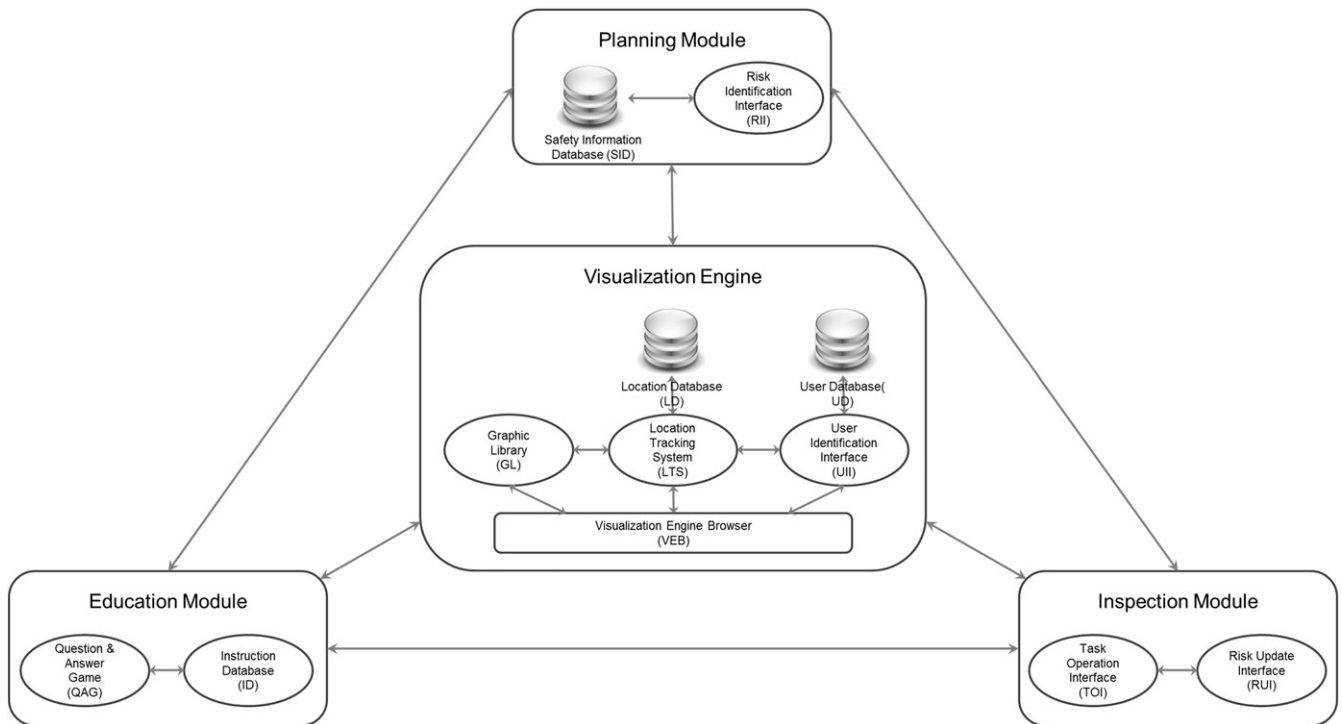 Planning Module
Risk
Identification
Interface
(RII)
Safety Information
Database (SID)
Visualization Engine
Location Database
(LD)
User Database(
UD)
Graphic
Library
(GL)
Location
Tracking
System
(LTS)
User
Identification
Interface
(UII)
Visualization Engine Browser
(VEB)
Education Module
Question &
Answer
Game
(QAG)
Instruction
Database
(ID)
Inspection Module
Task
Operation
Interface
(TOI)
Risk Update
Interface
(RUI)